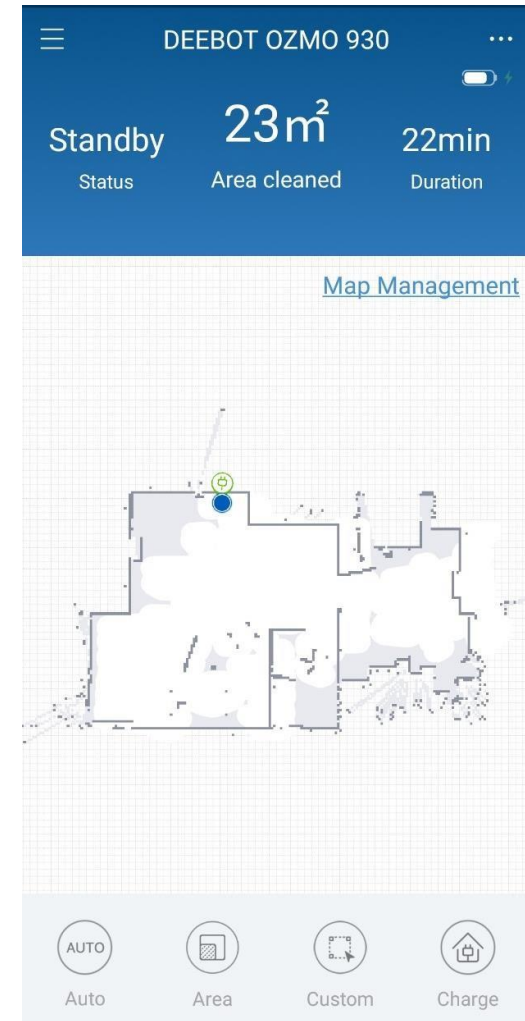 DEEBOT OZMO 930
Standby
Status
23㎡
Area cleaned
22min
Duration
Map Management
AUTO
Auto
Area
Custom
Charge